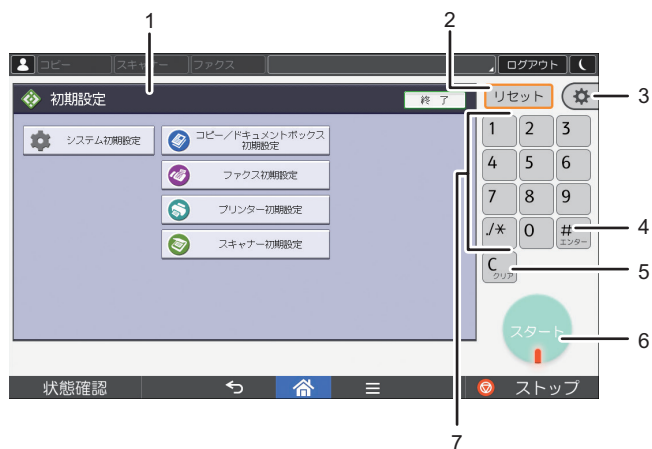 1
2
コピー
スキャナー
ファクス
ログアウト
初期設定
終 了
リセット
3
システム初期設定
コピー／ドキュメントボックス
初期設定
ファクス初期設定
プリンター初期設定
スキャナー初期設定
1
2
3
4
5
6
7
8
9
./*
0
#
エンター
4
C
クリア
5
スタート
6
状態確認
ストップ
7